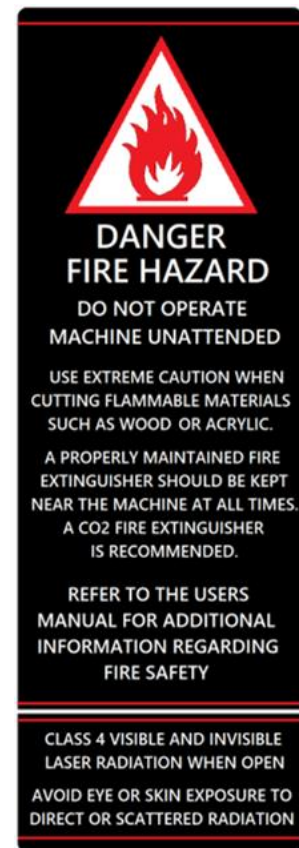 DANGER
FIRE HAZARD
DO NOT OPERATE
MACHINE UNATTENDED
USE EXTREME CAUTION WHEN
CUTTING FLAMMABLE MATERIALS
SUCH AS WOOD OR ACRYLIC.
A PROPERLY MAINTAINED FIRE
EXTINGUISHER SHOULD BE KEPT
NEAR THE MACHINE AT ALL TIMES.
A CO2 FIRE EXTINGUISHER
IS RECOMMENDED.
REFER TO THE USERS
MANUAL FOR ADDITIONAL
INFORMATION REGARDING
FIRE SAFETY
CLASS 4 VISIBLE AND INVISIBLE
LASER RADIATION WHEN OPEN
AVOID EYE OR SKIN EXPOSURE TO
DIRECT OR SCATTERED RADIATION